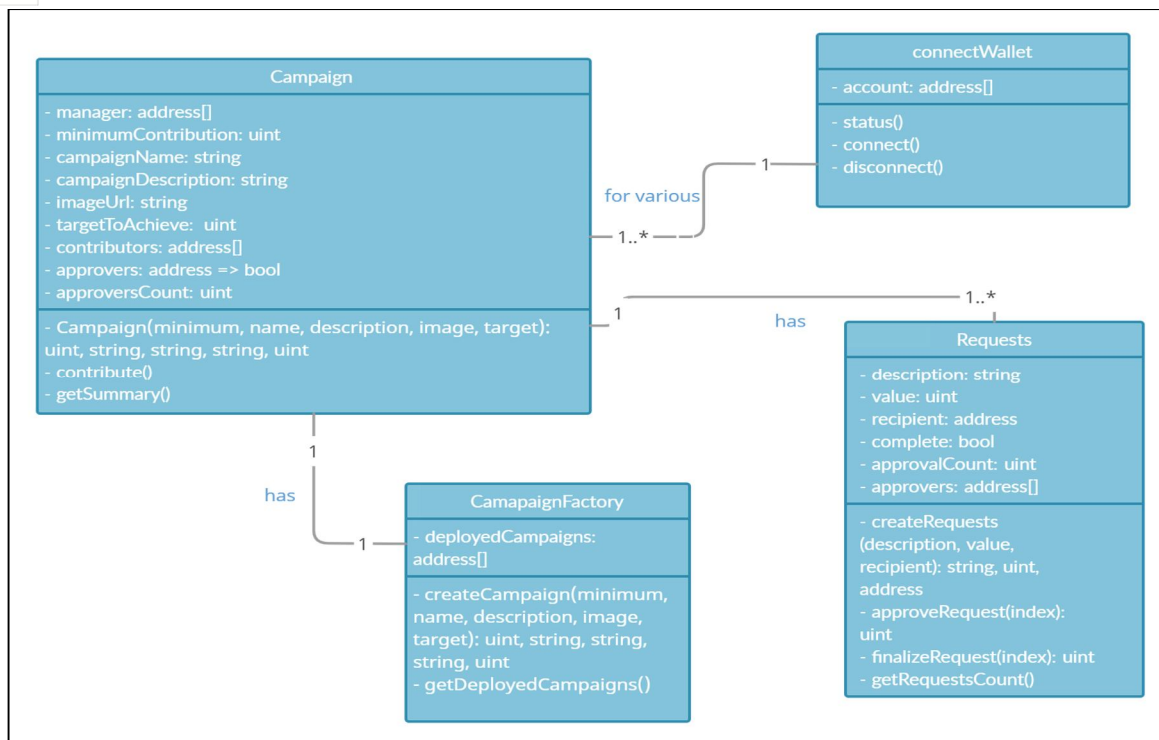 Campaign
- manager: address[]
- minimumContribution: uint
- campaignName: string
- campaignDescription: string
- imageUrl: string
- targetToAchieve:  uint
- contributors: address[]
- approvers: address => bool
- approversCount: uint
- Campaign(minimum, name, description, image, target):
uint, string, string, string, uint
- contribute()
- getSummary()
connectWallet
- account: address[]
- status()
- connect()
- disconnect()
1
for various
1..*
1
has
1..*
Requests
- description: string
- value: uint
- recipient: address
- complete: bool
- approvalCount: uint
- approvers: address[]
- createRequests
(description, value,
recipient): string, uint,
address
- approveRequest(index):
uint
- finalizeRequest(index): uint
- getRequestsCount()
1
has
1
CamapaignFactory
- deployedCampaigns:
address[]
- createCampaign(minimum,
name, description, image,
target): uint, string, string,
string, uint
- getDeployedCampaigns()